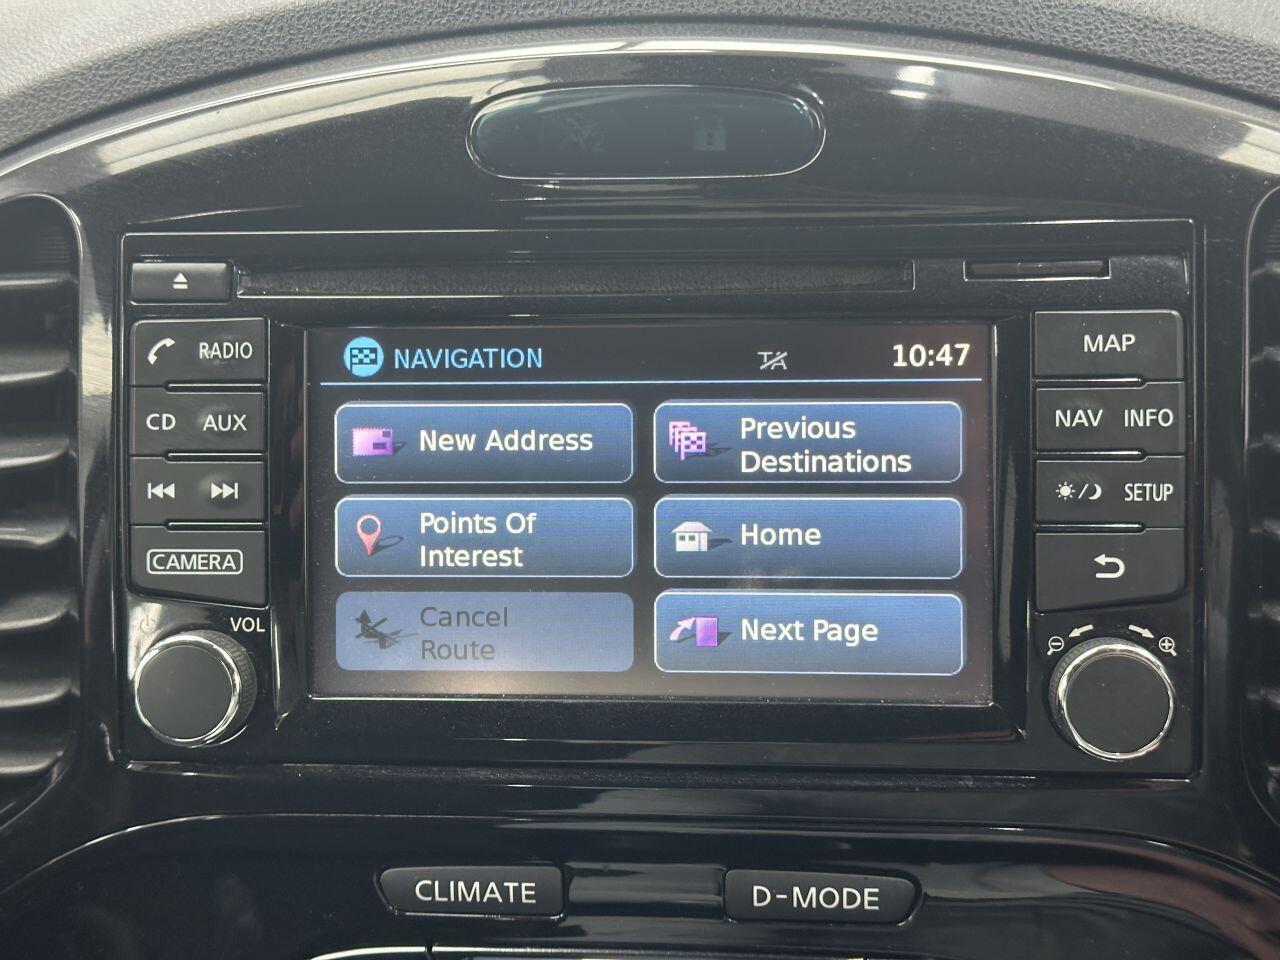 NAVIGATION TA 10:47
New Address
Previous
Destinations
Points Of
Interest
Home
Cancel
Route
Next Page
RADIO
CD AUX
CAMERA
VOL
MAP
NAV INFO
SETUP
CLIMATE
D-MODE